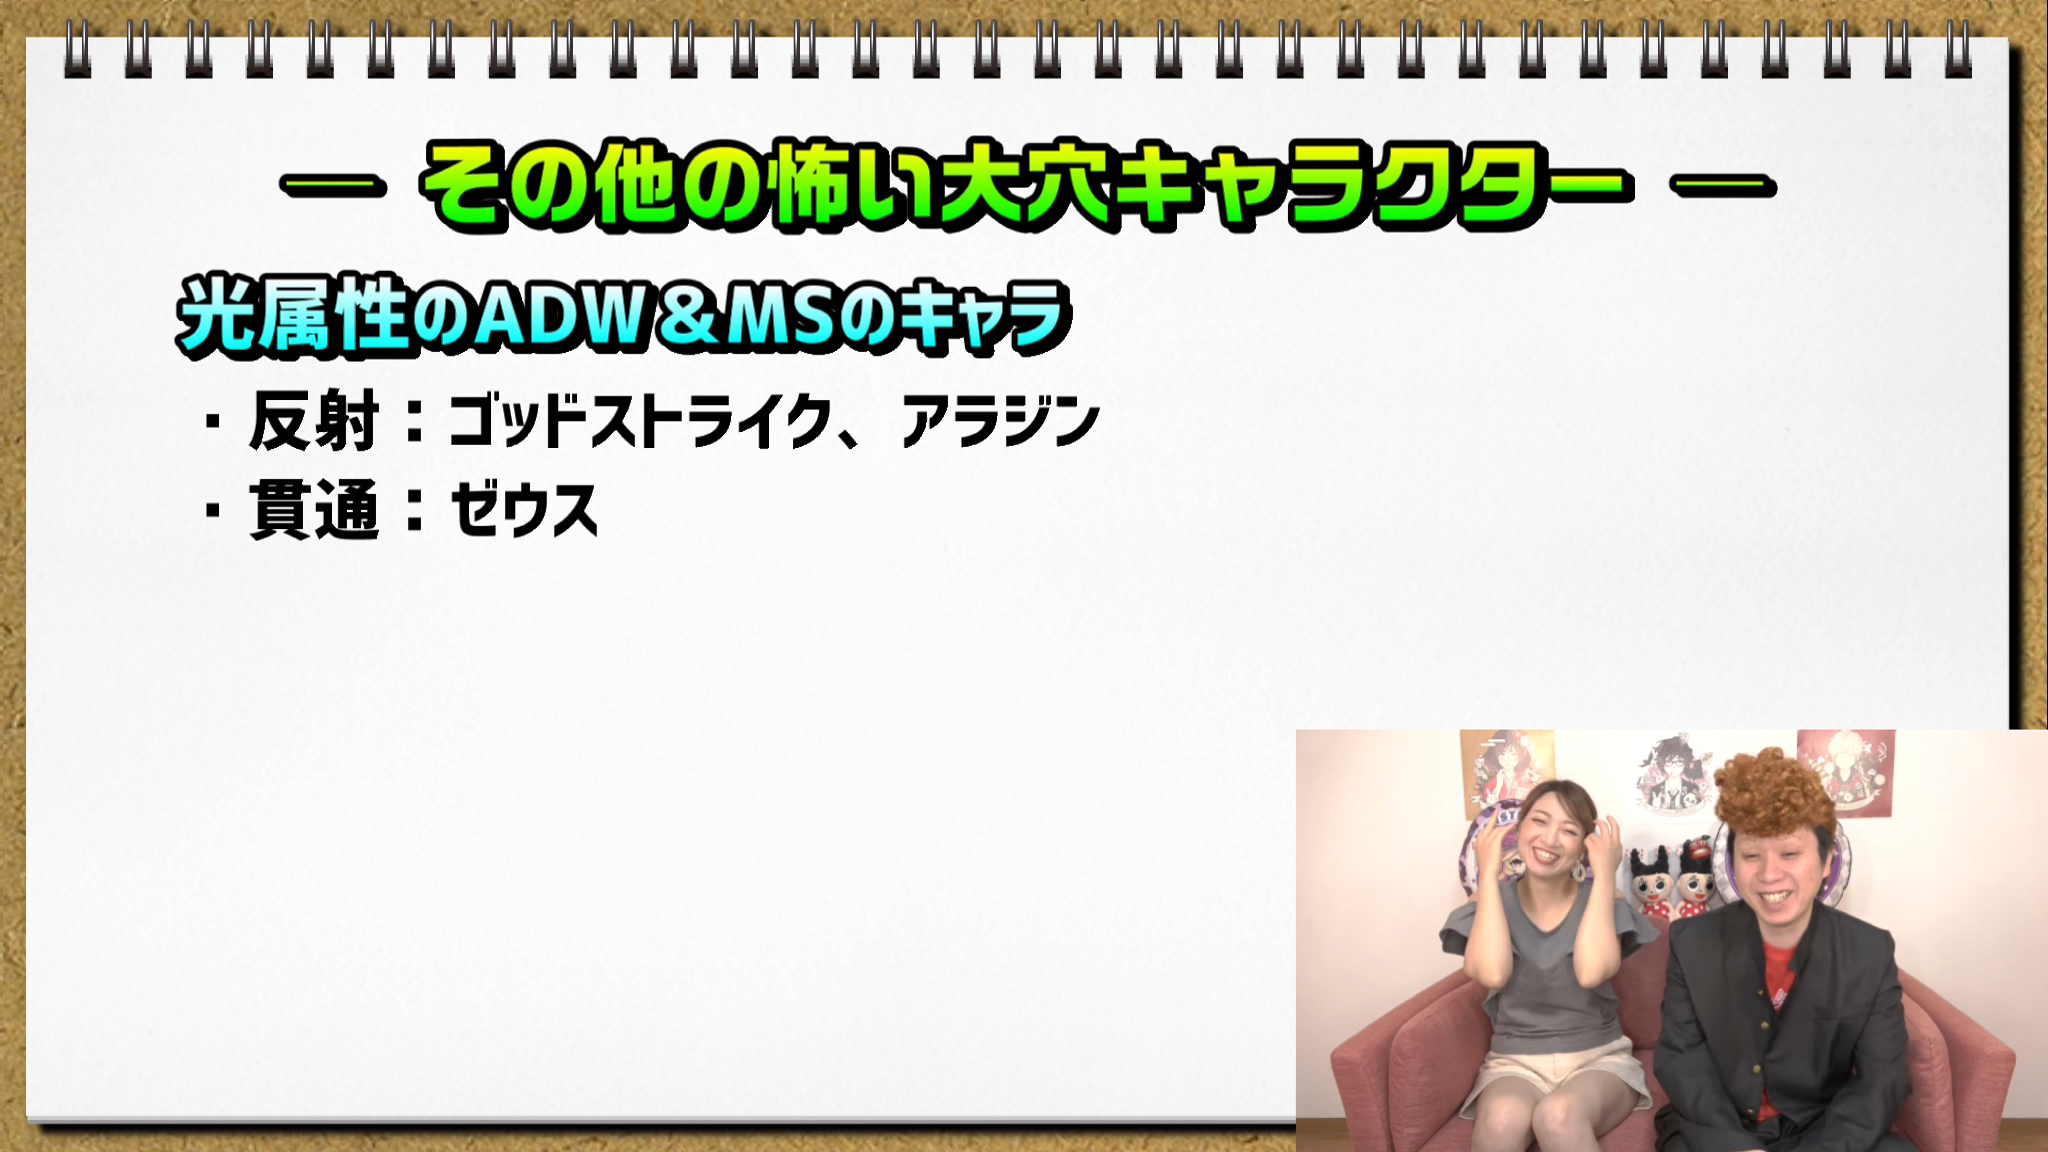 ― その他の怖い大穴キャラクター ―
光属性のADW＆MSのキャラ
・反射：ゴッドストライク、アラジン
・貫通：ゼウス